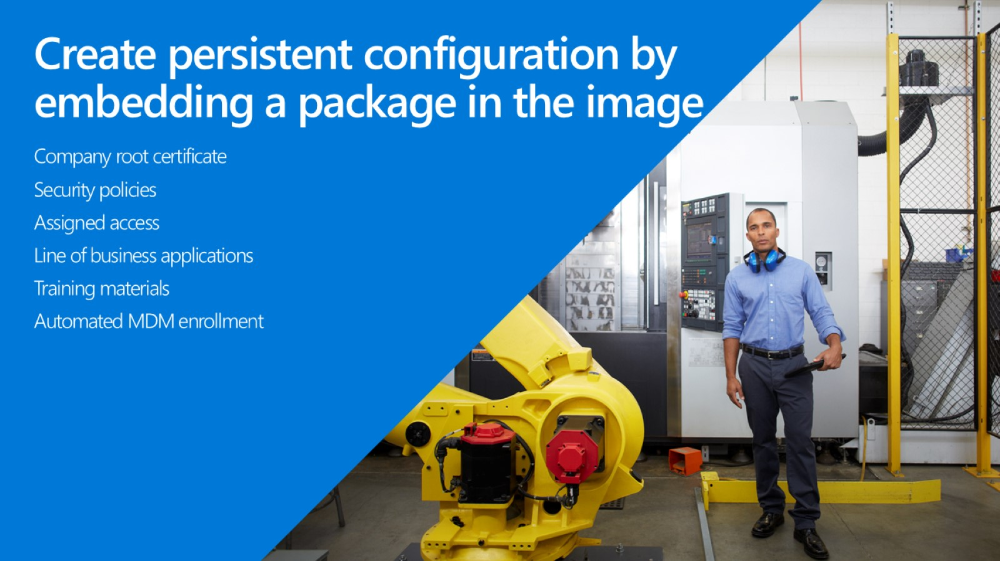 Create persistent configuration by
embedding a package in the image
Company root certificate
Security policies
Assigned access
Line of business applications
Training materials
Automated MDM enrollment